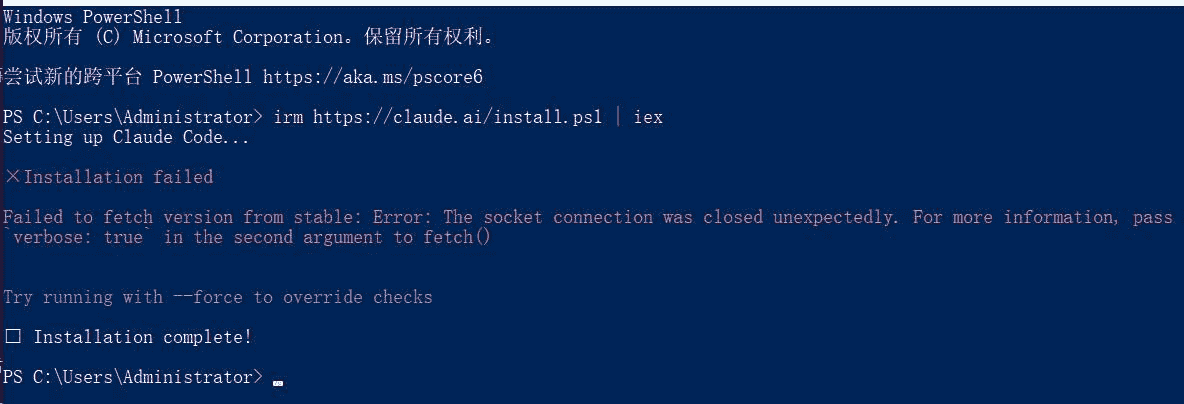 Windows PowerShell
版权所有 (C) Microsoft Corporation。保留所有权利。
尝试新的跨平台 PowerShell https://aka.ms/pscore6
PS C:\Users\Administrator> irm https://claude.ai/install.ps1 | iex
Setting up Claude Code...
×Installation failed
Failed to fetch version from stable: Error: The socket connection was closed unexpectedly. For more information, pass
`verbose: true` in the second argument to fetch()
Try running with --force to override checks
□ Installation complete!
PS C:\Users\Administrator>